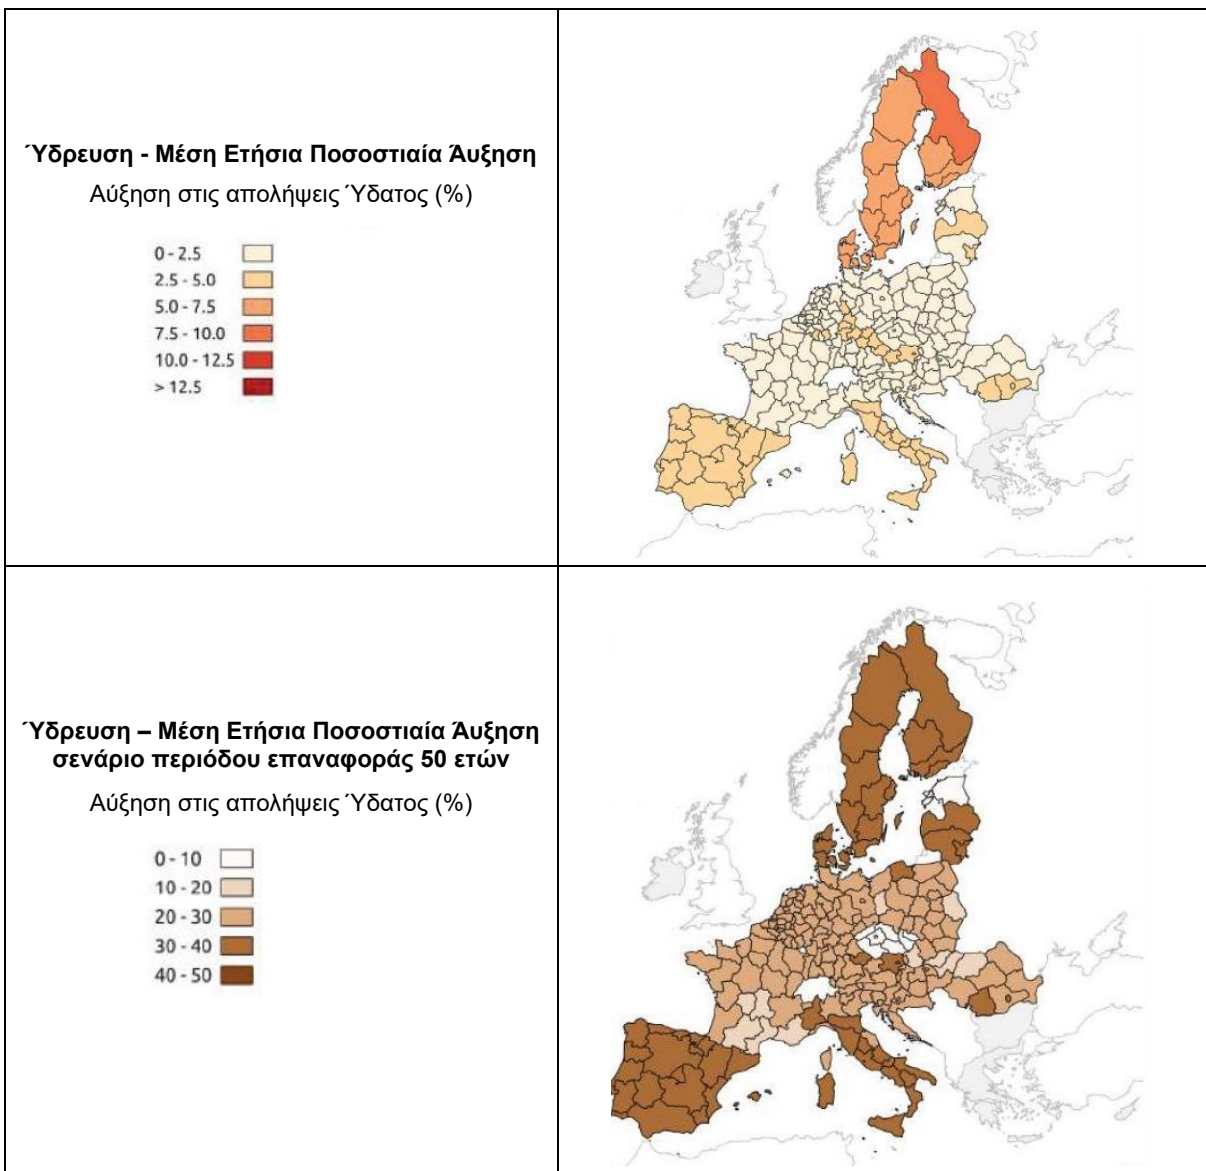 Ύδρευση - Μέση Ετήσια Ποσοστιαία Άυξηση
Αύξηση στις απολήψεις Ύδατος (%)
0 - 2.5
2.5 - 5.0
5.0 - 7.5
7.5 - 10.0
10.0 - 12.5
> 12.5
Ύδρευση – Μέση Ετήσια Ποσοστιαία Άυξηση
σενάριο περιόδου επαναφοράς 50 ετών
Αύξηση στις απολήψεις Ύδατος (%)
0 - 10
10 - 20
20 - 30
30 - 40
40 - 50